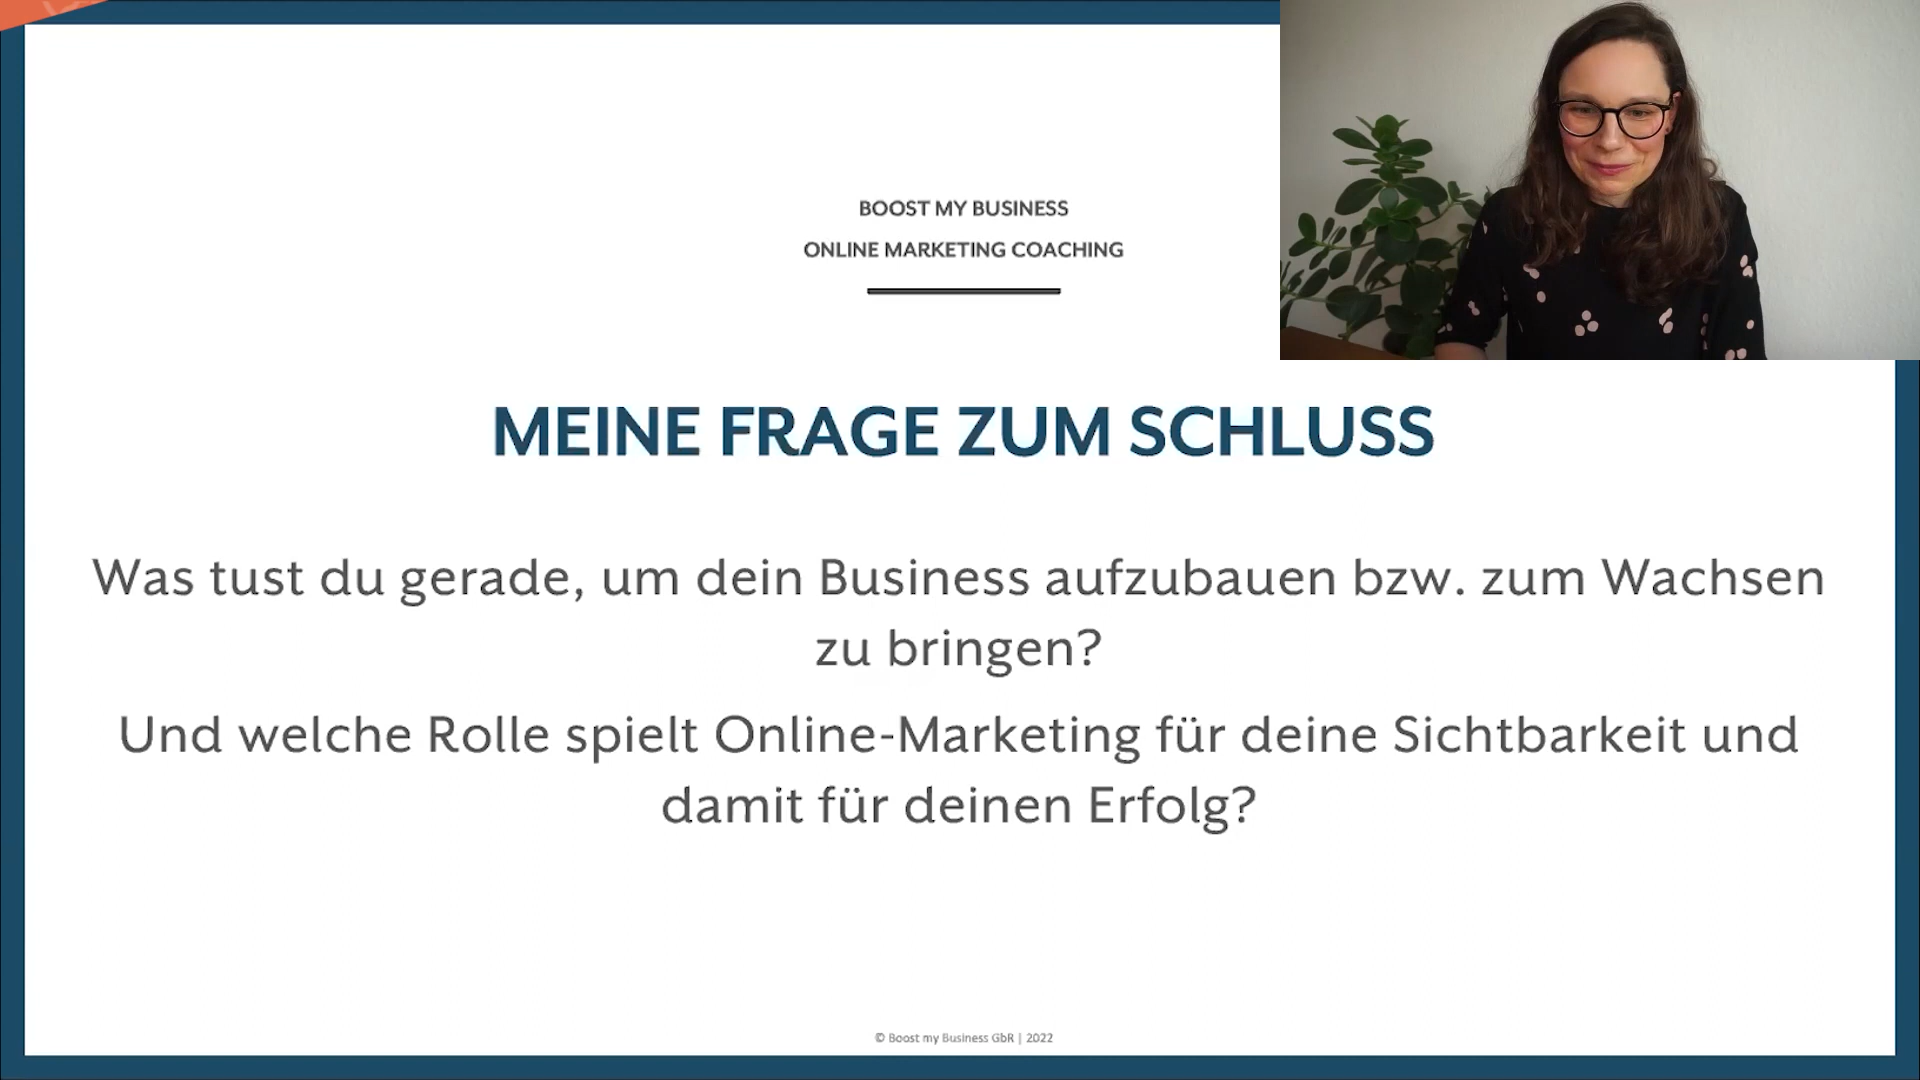 BOOST MY BUSINESS
ONLINE MARKETING COACHING
MEINE FRAGE ZUM SCHLUSS
Was tust du gerade, um dein Business aufzubauen bzw. zum Wachsen
zu bringen?
Und welche Rolle spielt Online-Marketing für deine Sichtbarkeit und
damit für deinen Erfolg?
© Boost my Business GbR | 2022